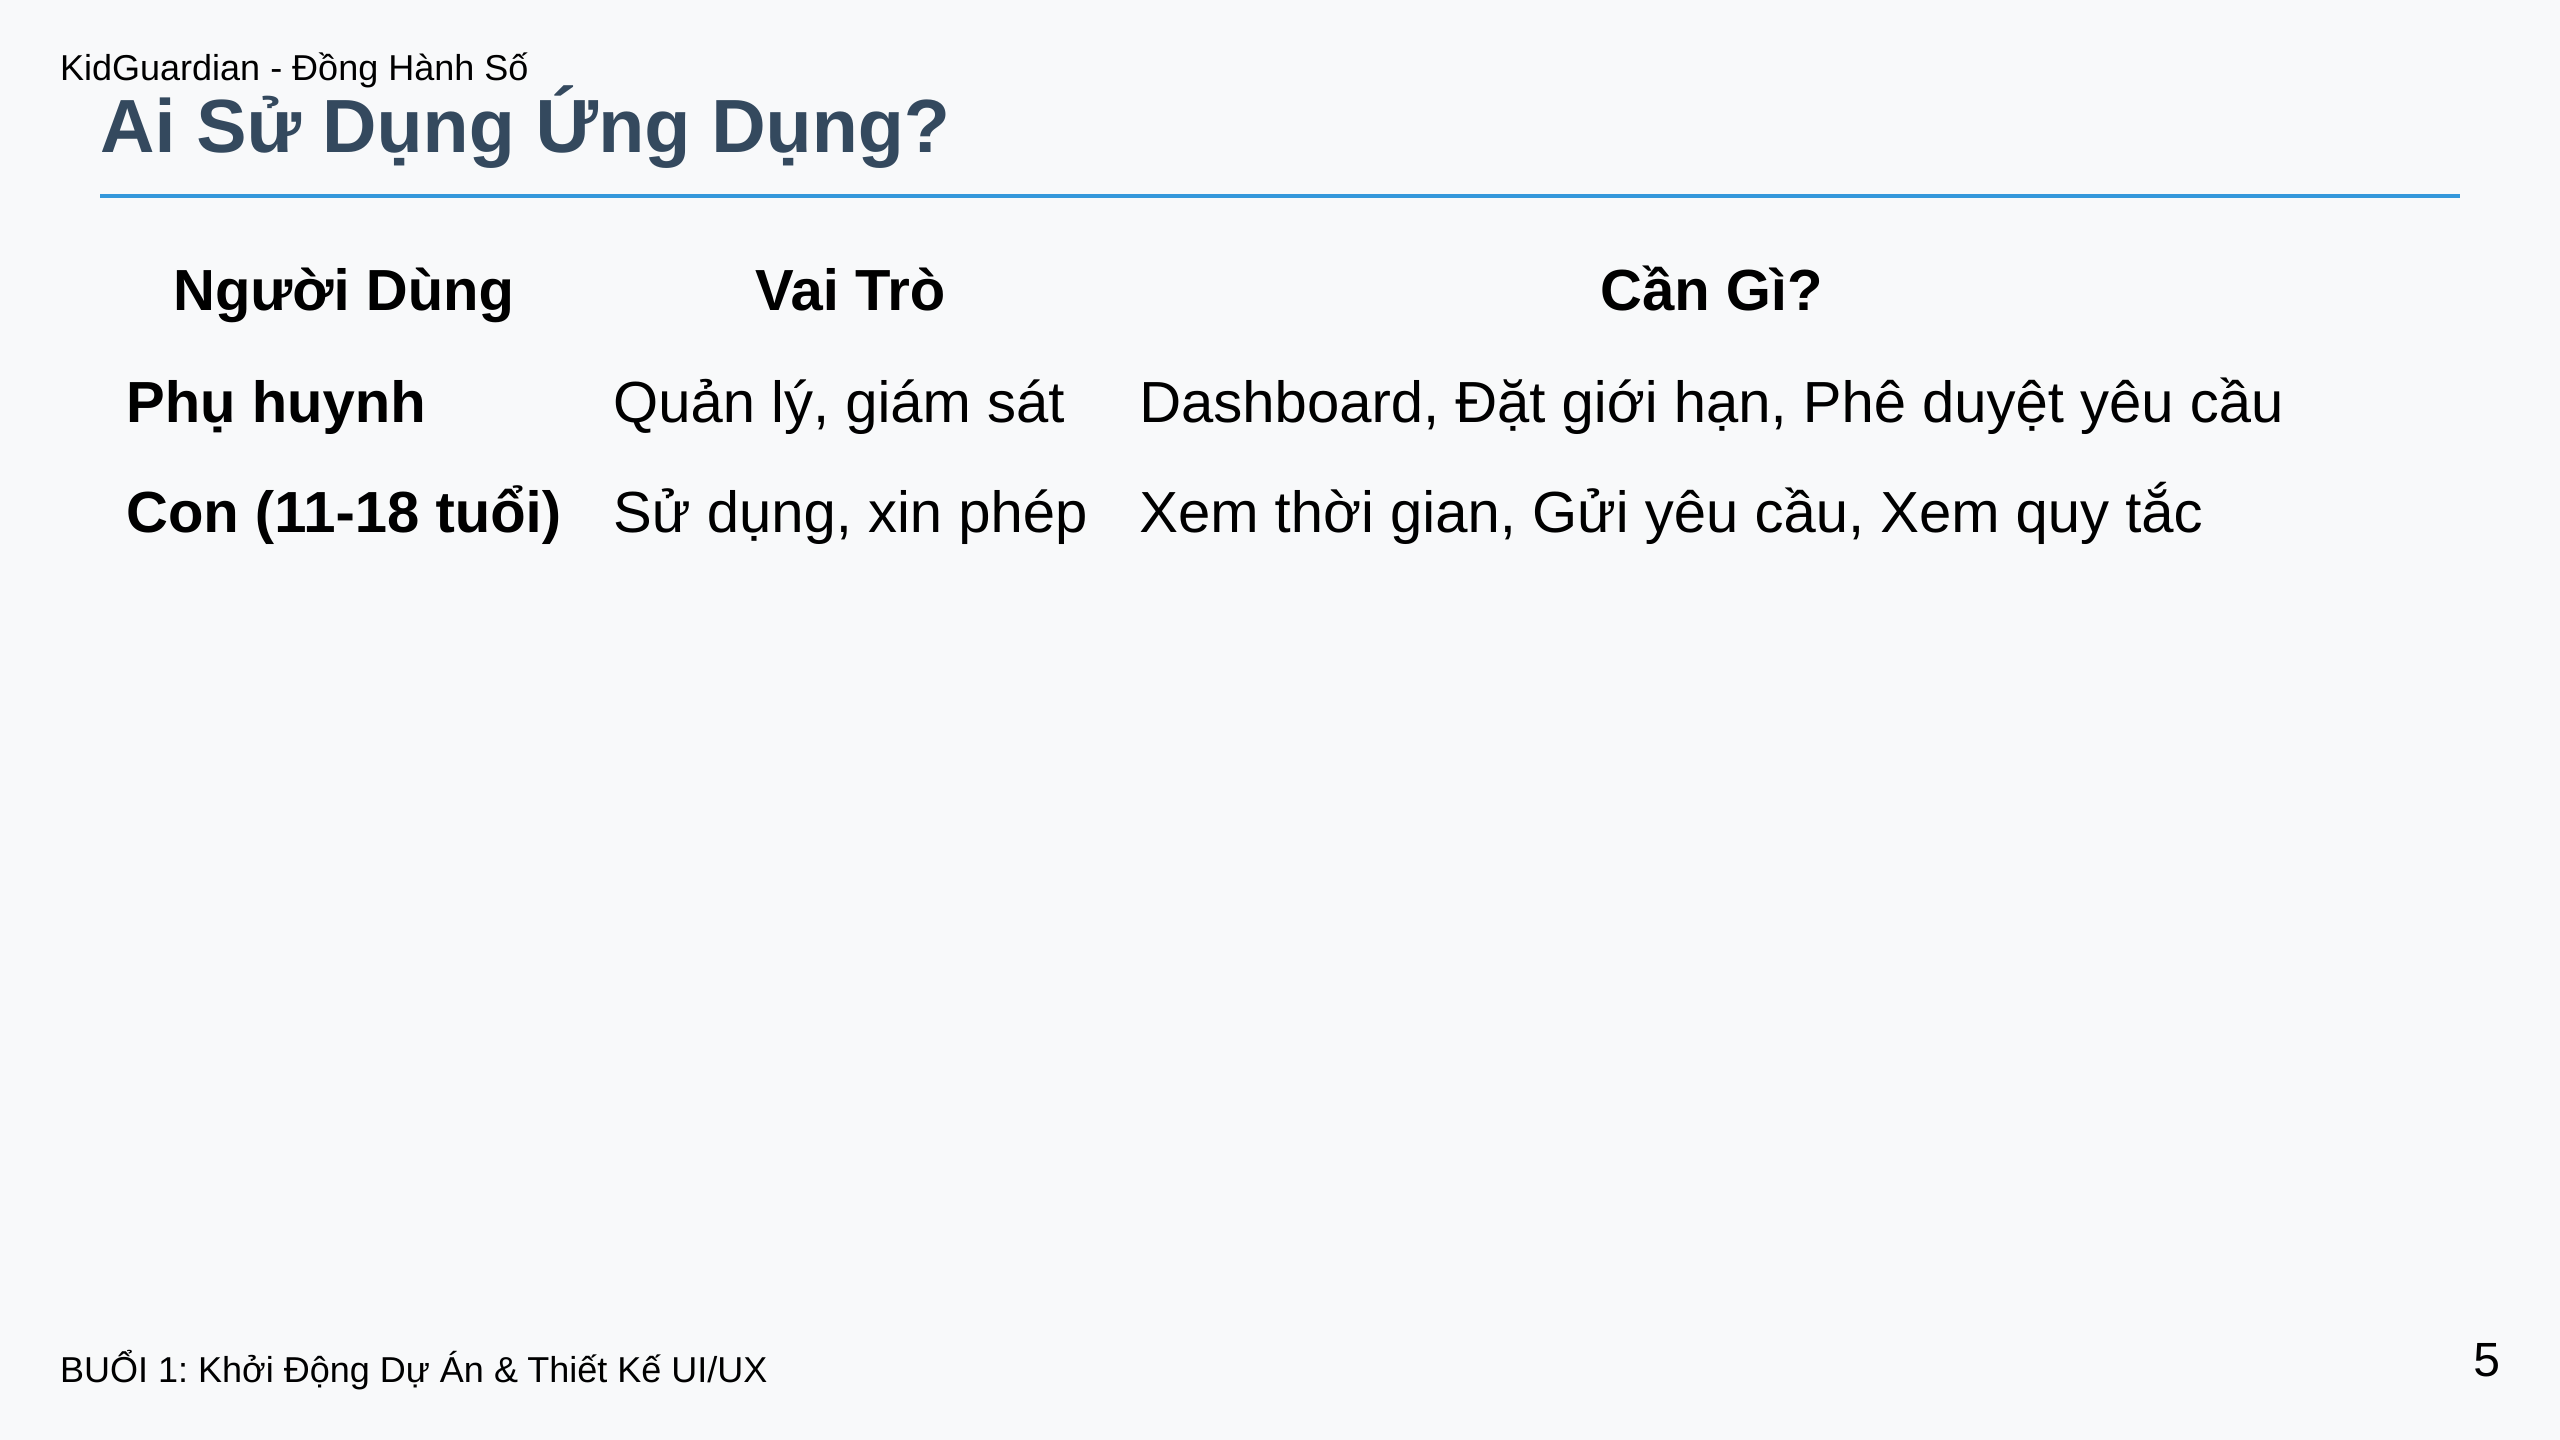 KidGuardian - Đồng Hành Số
Ai Sử Dụng Ứng Dụng?
Người Dùng Vai Trò Cần Gì?
Phụ huynh Quản lý, giám sát Dashboard, Đặt giới hạn, Phê duyệt yêu cầu
Con (11-18 tuổi) Sử dụng, xin phép Xem thời gian, Gửi yêu cầu, Xem quy tắc
BUỔI 1: Khởi Động Dự Án & Thiết Kế UI/UX
5